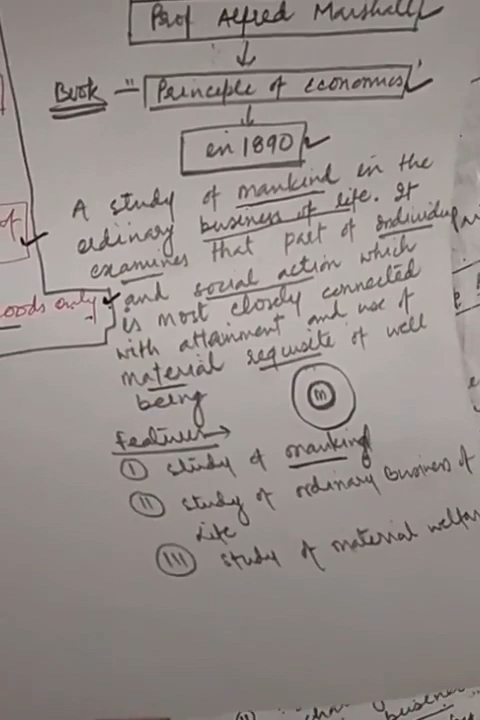 Prof Alfred Marshall
Book - " Principle of economics
in 1890
A study of mankind in the
ordinary business of life. It
examines that part of individual
and social action which
is most closely connected
with attainment and use of
material requisite of well
being
M
Features →
I study of mankind
II study of ordinary Business of
Life
III study of material welfar
of
oods only